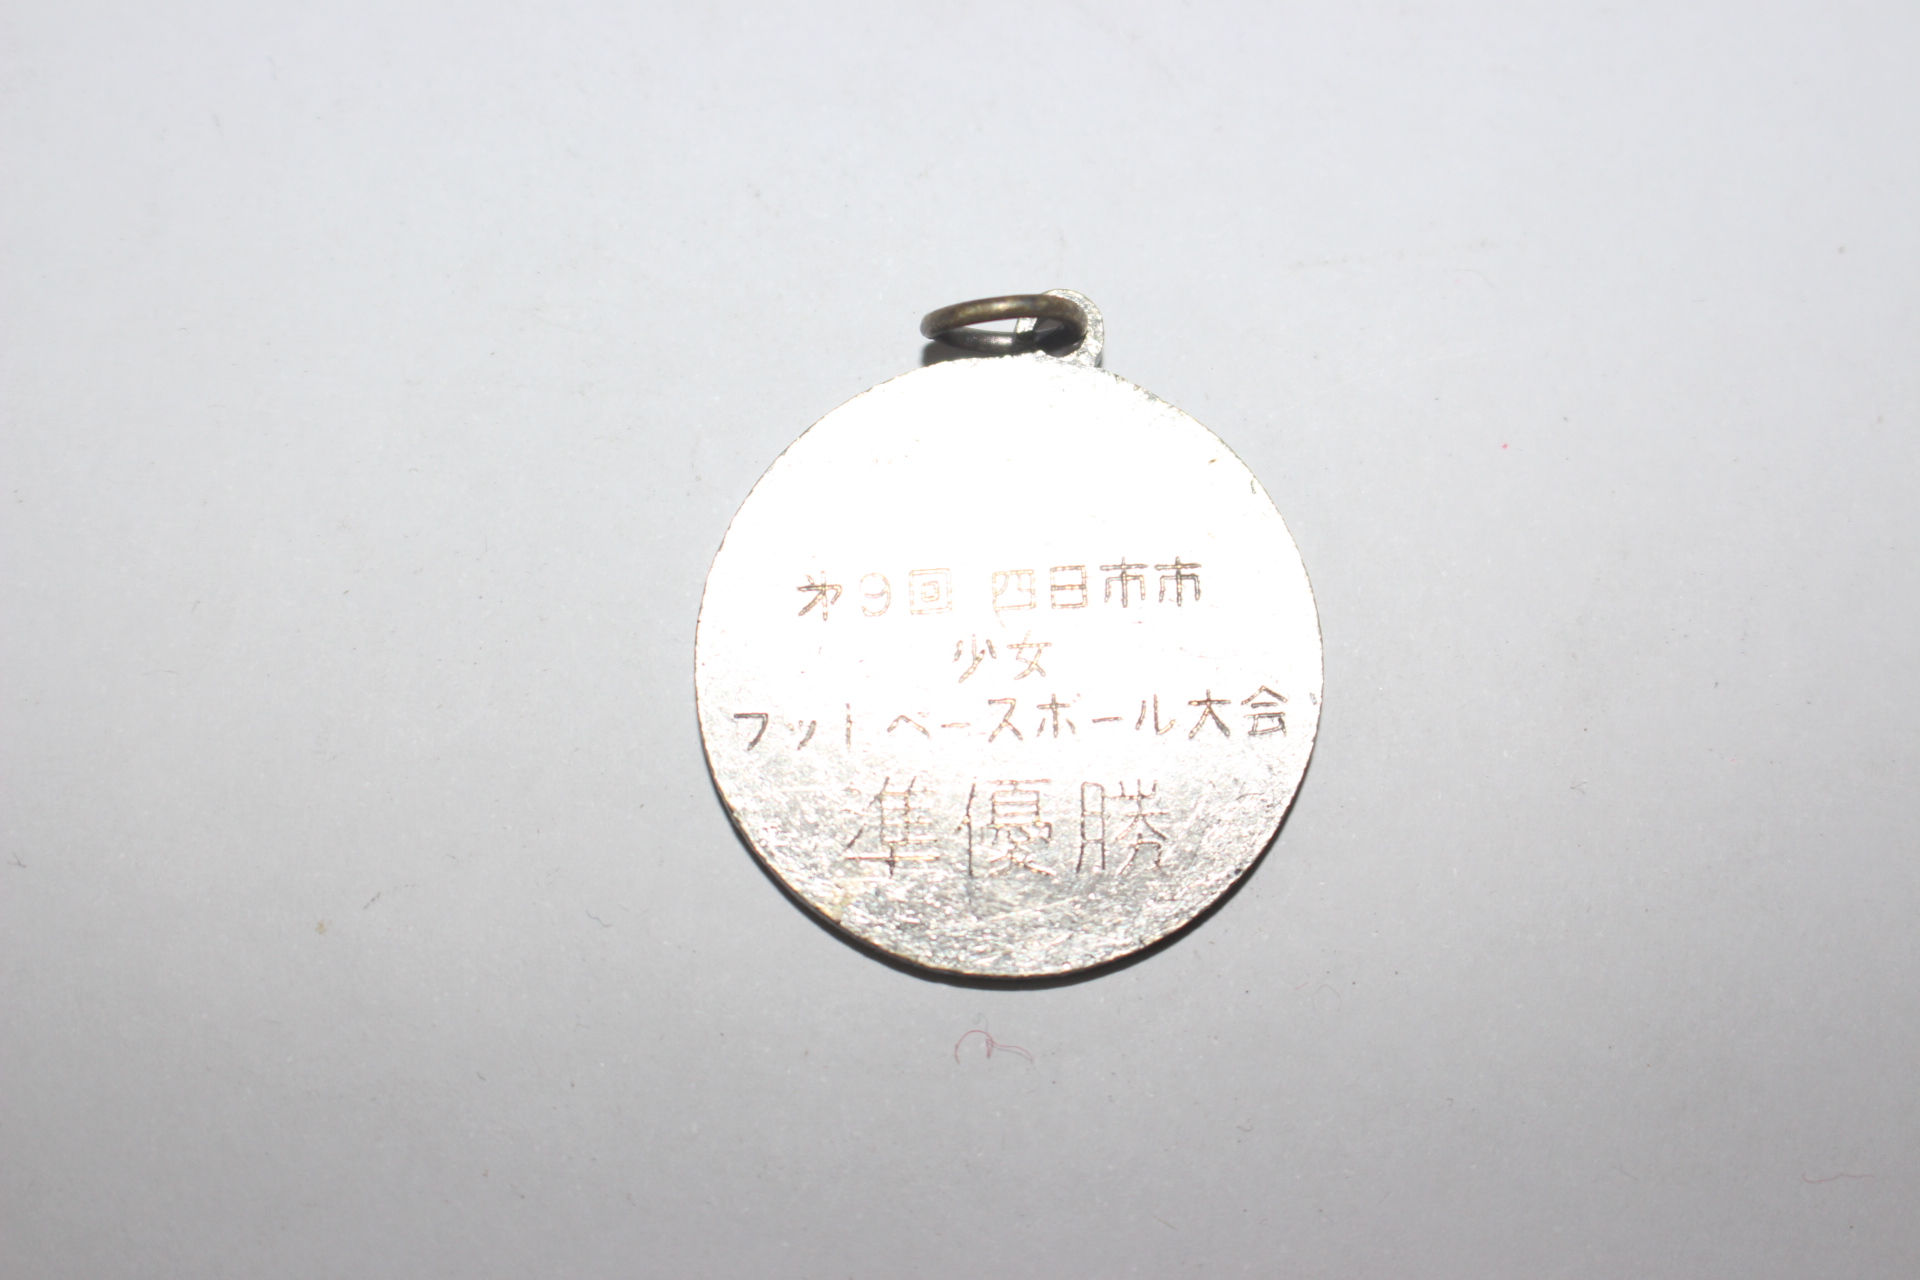 第9回 四日市市
少女
フットベースボール大会
準優勝